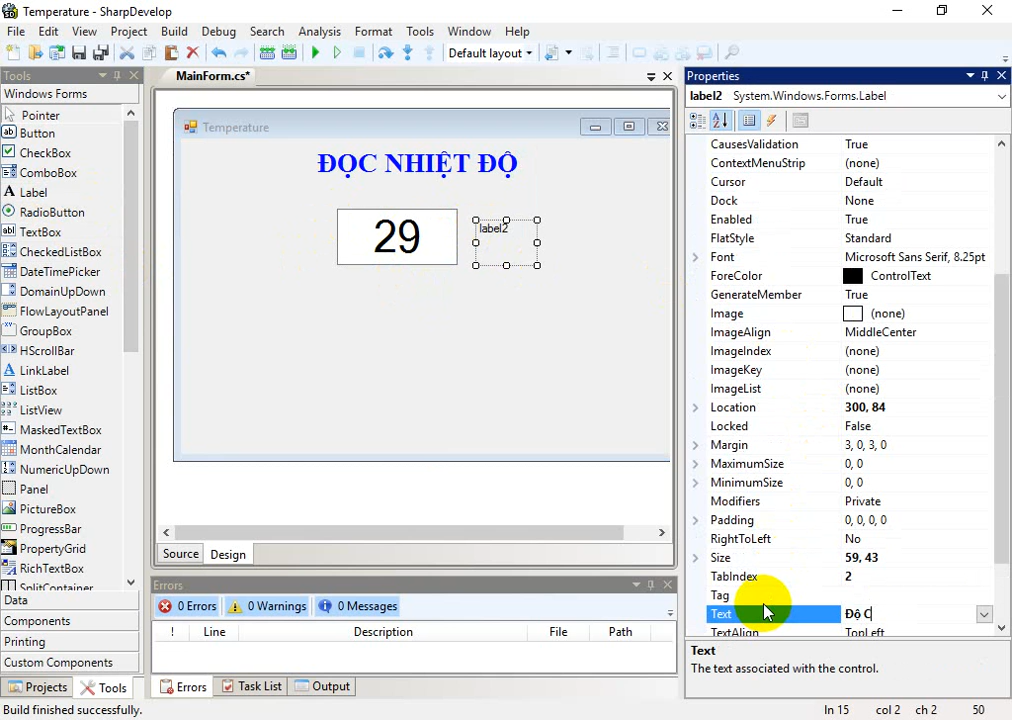 Temperature - SharpDevelop
File Edit View Project Build Debug Search Analysis Format Tools Window Help
Default layout
Tools
Windows Forms
Pointer
Button
CheckBox
ComboBox
Label
RadioButton
TextBox
CheckedListBox
DateTimePicker
DomainUpDown
FlowLayoutPanel
GroupBox
HScrollBar
LinkLabel
ListBox
ListView
MaskedTextBox
MonthCalendar
NumericUpDown
Panel
PictureBox
ProgressBar
PropertyGrid
RichTextBox
SplitContainer
Data
Components
Printing
Custom Components
Projects Tools
MainForm.cs*
Temperature
ĐỌC NHIỆT ĐỘ
29
label2
Source Design
Errors
0 Errors 0 Warnings 0 Messages
! Line Description File Path
Errors Task List Output
Properties
label2 System.Windows.Forms.Label
CausesValidation True
ContextMenuStrip (none)
Cursor Default
Dock None
Enabled True
FlatStyle Standard
Font Microsoft Sans Serif, 8.25pt
ForeColor ControlText
GenerateMember True
Image (none)
ImageAlign MiddleCenter
ImageIndex (none)
ImageKey (none)
ImageList (none)
Location 300, 84
Locked False
Margin 3, 0, 3, 0
MaximumSize 0, 0
MinimumSize 0, 0
Modifiers Private
Padding 0, 0, 0, 0
RightToLeft No
Size 59, 43
TabIndex 2
Tag
Text Độ C
TextAlign TopLeft
Text
The text associated with the control.
Build finished successfully. ln 15 col 2 ch 2 50